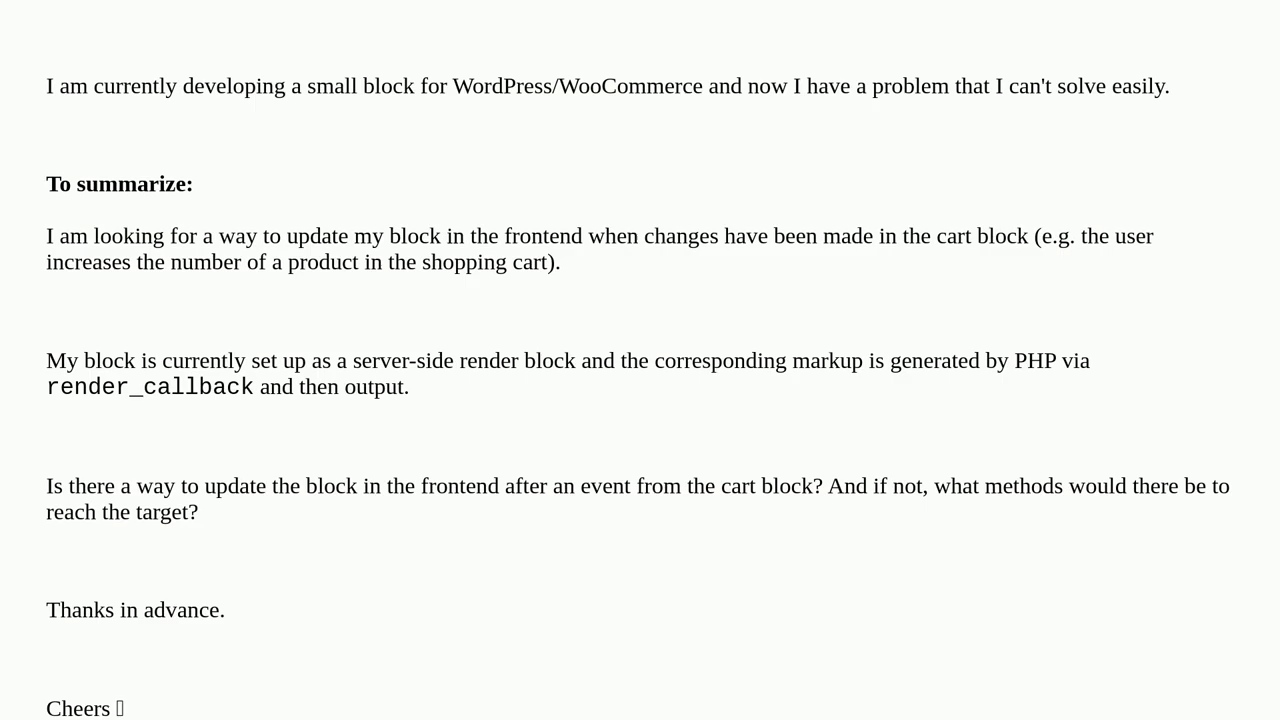 I am currently developing a small block for WordPress/WooCommerce and now I have a problem that I can't solve easily.
To summarize:
I am looking for a way to update my block in the frontend when changes have been made in the cart block (e.g. the user
increases the number of a product in the shopping cart).
My block is currently set up as a server-side render block and the corresponding markup is generated by PHP via
render_callback and then output.
Is there a way to update the block in the frontend after an event from the cart block? And if not, what methods would there be to
reach the target?
Thanks in advance.
Cheers